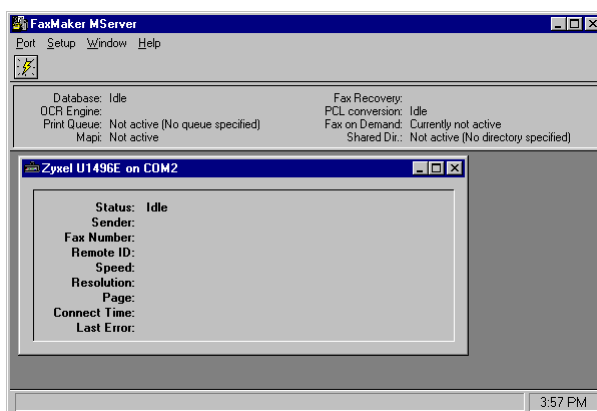 FaxMaker MServer
Port Setup Window Help
Database: Idle
OCR Engine:
Print Queue: Not active (No queue specified)
Mapi: Not active
Fax Recovery:
PCL conversion: Idle
Fax on Demand: Currently not active
Shared Dir.: Not active (No directory specified)
Zyxel U1496E on COM2
Status: Idle
Sender:
Fax Number:
Remote ID:
Speed:
Resolution:
Page:
Connect Time:
Last Error:
3:57 PM